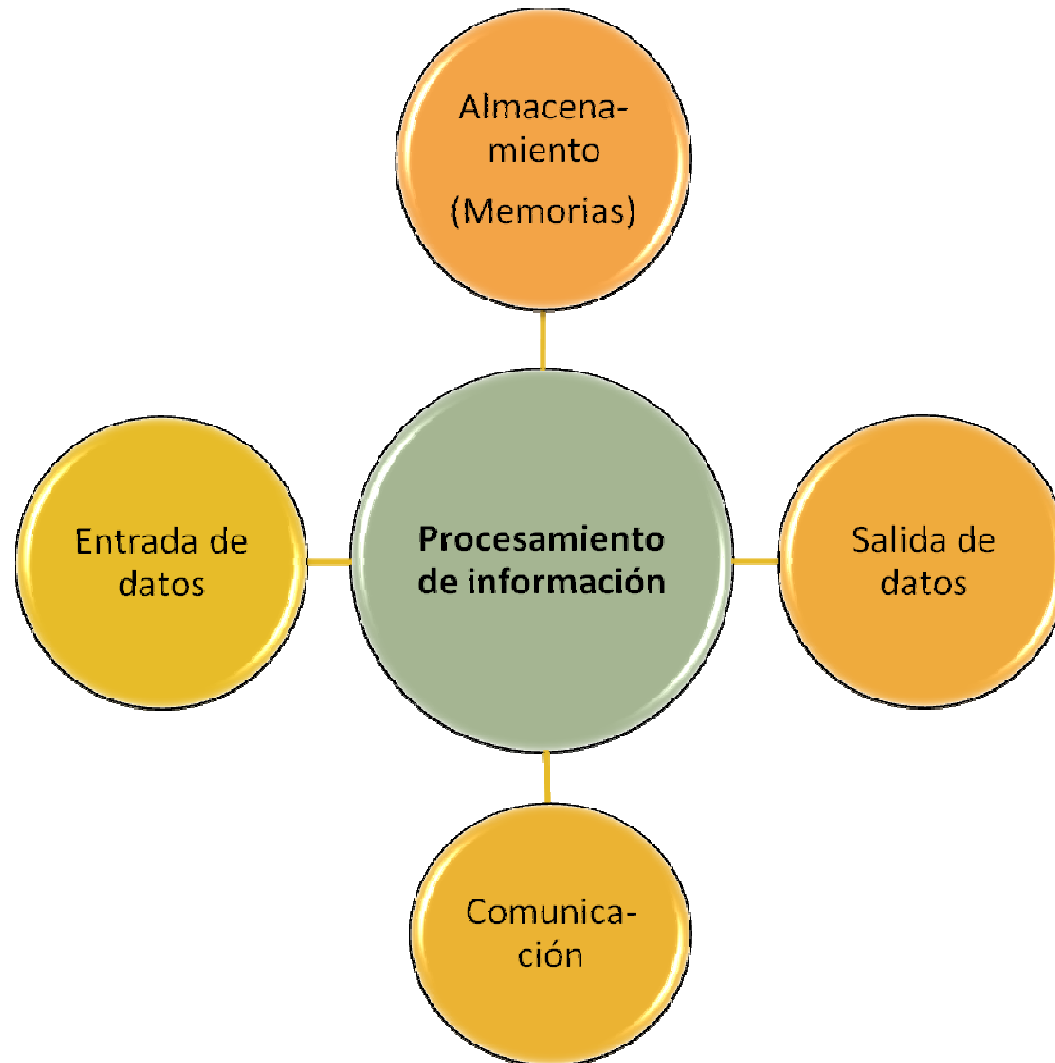 Almacena-
miento
(Memorias)
Entrada de
datos
Procesamiento
de información
Salida de
datos
Comunica-
ción